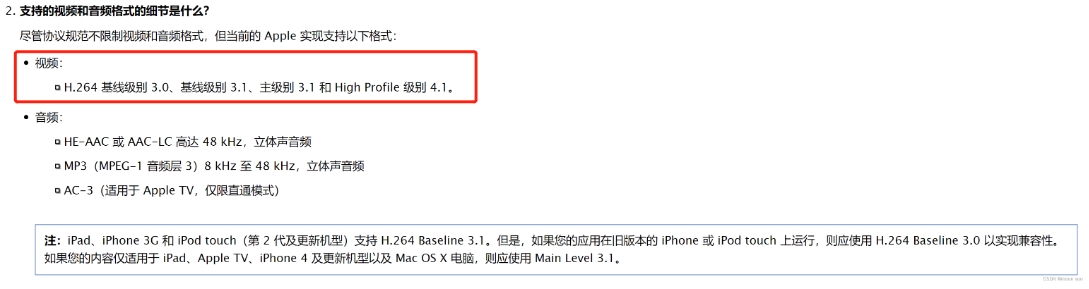 2. 支持的视频和音频格式的细节是什么?
尽管协议规范不限制视频和音频格式，但当前的 Apple 实现支持以下格式：
视频：
H.264 基线级别 3.0、基线级别 3.1、主级别 3.1 和 High Profile 级别 4.1。
音频：
HE-AAC 或 AAC-LC 高达 48 kHz，立体声音频
MP3（MPEG-1 音频层 3）8 kHz 至 48 kHz，立体声音频
AC-3（适用于 Apple TV，仅限直通模式）
注：iPad、iPhone 3G 和 iPod touch（第 2 代及更新机型）支持 H.264 Baseline 3.1。但是，如果您的应用在旧版本的 iPhone 或 iPod touch 上运行，则应使用 H.264 Baseline 3.0 以实现兼容性。
如果您的内容仅适用于 iPad、Apple TV、iPhone 4 及更新机型以及 Mac OS X 电脑，则应使用 Main Level 3.1。